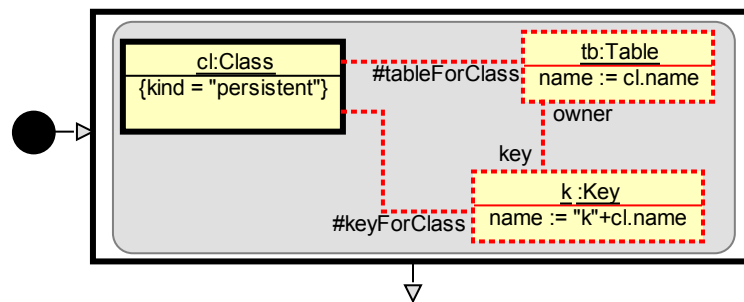 cl:Class
{kind = "persistent"}
#tableForClass
tb:Table
name := cl.name
owner
key
k :Key
name := "k"+cl.name
#keyForClass